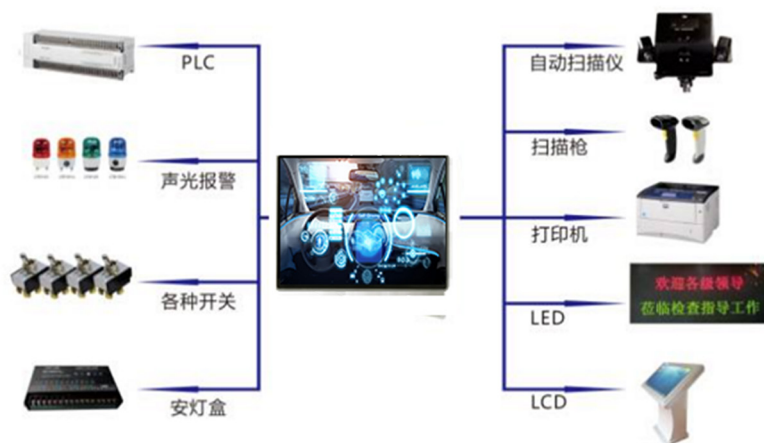 PLC
声光报警
各种开关
安灯盒
自动扫描仪
扫描枪
打印机
LED
LCD
欢迎各级领导
莅临检查指导工作